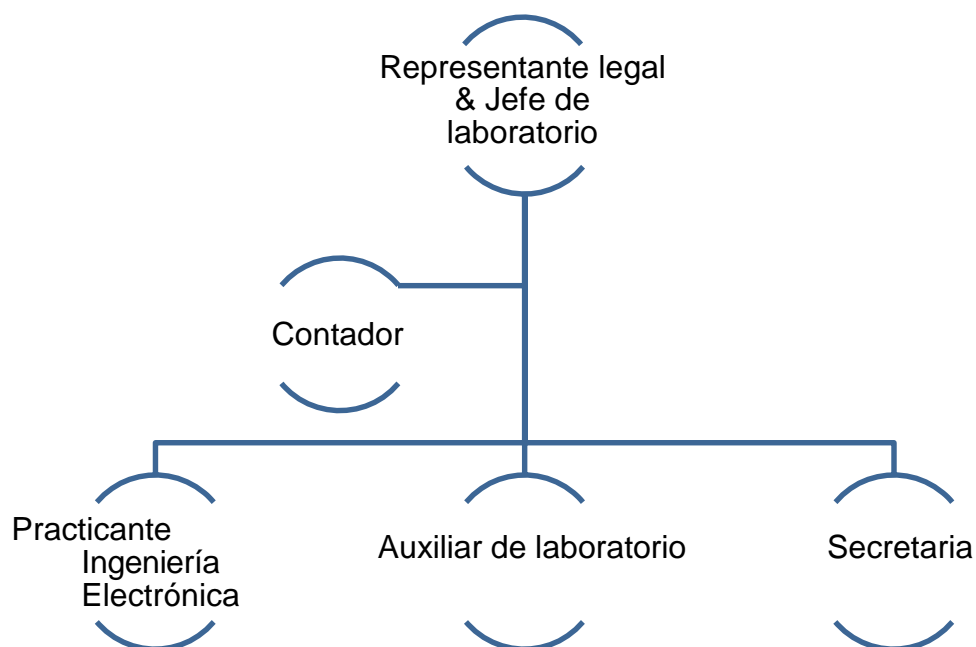 Representante legal
& Jefe de
laboratorio
Contador
Practicante
Ingeniería
Electrónica
Auxiliar de laboratorio
Secretaria